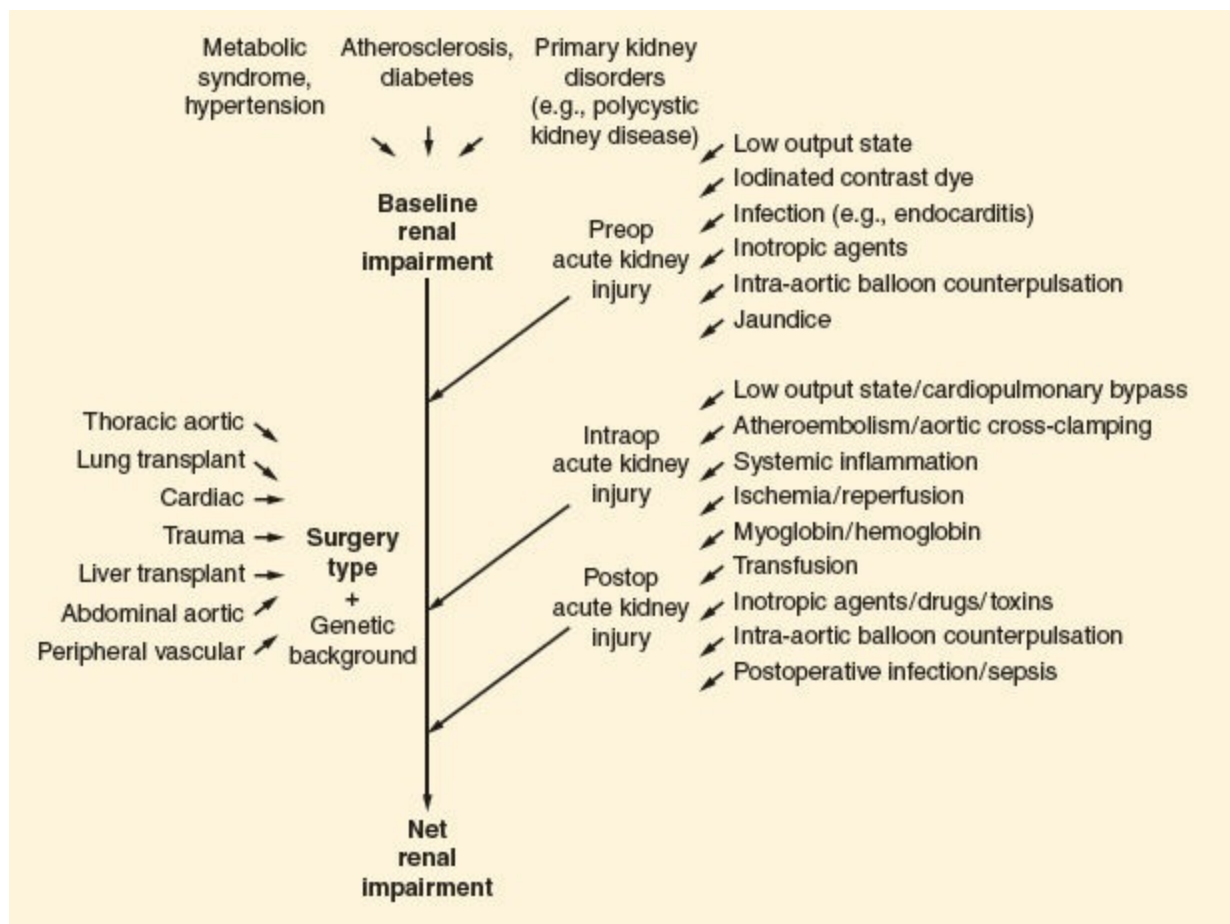 Metabolic
syndrome,
hypertension
Atherosclerosis,
diabetes
Primary kidney
disorders
(e.g., polycystic
kidney disease)
Baseline
renal
impairment
Preop
acute kidney
injury
Low output state
Iodinated contrast dye
Infection (e.g., endocarditis)
Inotropic agents
Intra-aortic balloon counterpulsation
Jaundice
Thoracic aortic
Lung transplant
Cardiac
Trauma
Liver transplant
Abdominal aortic
Peripheral vascular
Surgery
type
+
Genetic
background
Intraop
acute kidney
injury
Postop
acute kidney
injury
Low output state/cardiopulmonary bypass
Atheroembolism/aortic cross-clamping
Systemic inflammation
Ischemia/reperfusion
Myoglobin/hemoglobin
Transfusion
Inotropic agents/drugs/toxins
Intra-aortic balloon counterpulsation
Postoperative infection/sepsis
Net
renal
impairment